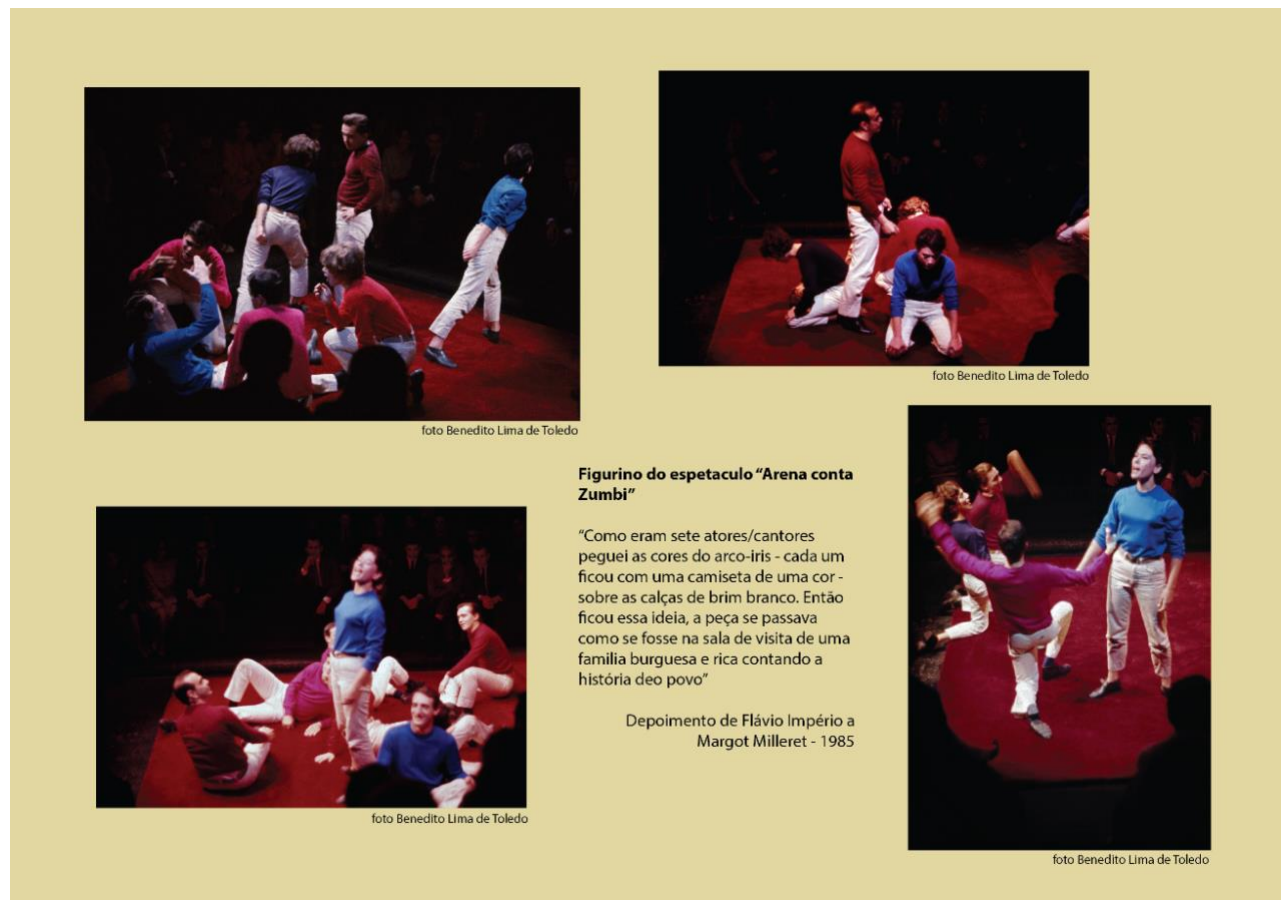 foto Benedito Lima de Toledo
foto Benedito Lima de Toledo
Figurino do espetaculo “Arena conta
Zumbi”
“Como eram sete atores/cantores
peguei as cores do arco-iris - cada um
ficou com uma camiseta de uma cor -
sobre as calças de brim branco. Então
ficou essa ideia, a peça se passava
como se fosse na sala de visita de uma
familia burguesa e rica contando a
história deo povo”
Depoimento de Flávio Império a
Margot Milleret - 1985
foto Benedito Lima de Toledo
foto Benedito Lima de Toledo